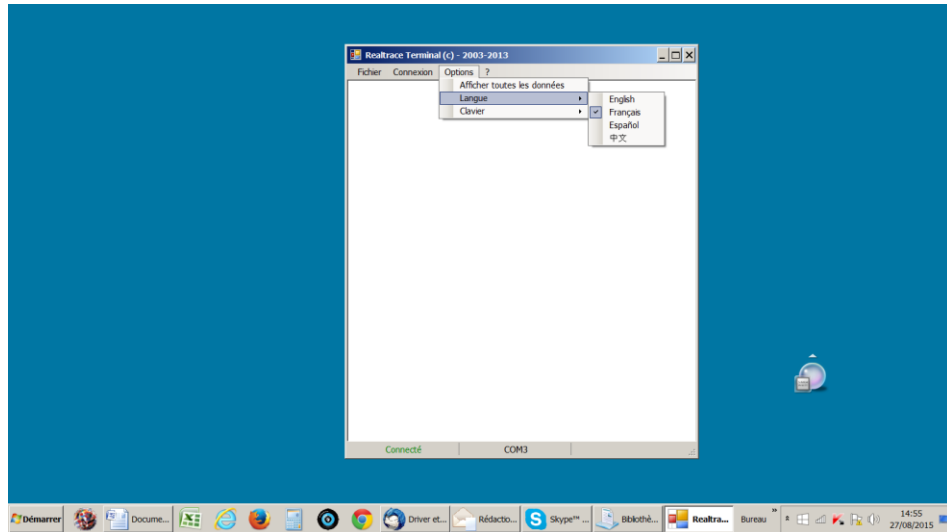 Realtrace Terminal (c) - 2003-2013
Fichier Connexion Options ?
Afficher toutes les données
Langue
Clavier
English
Français
Español
中文
Connecté COM3
Démarrer Docume... Driver et... Rédactio... Skype™ ... Bibliothè... Realtra... Bureau » 14:55
27/08/2015